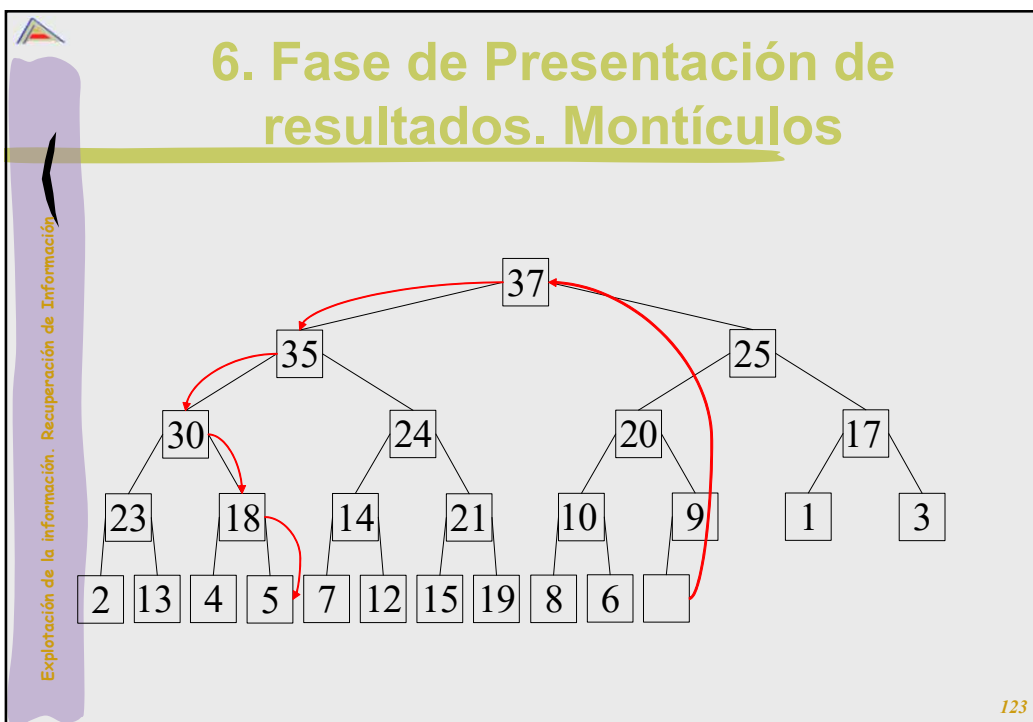 6. Fase de Presentación de
resultados. Montículos
Explotación de la información. Recuperación de Información
37
35 25
30 24 20 17
23 18 14 21 10 9 1 3
2 13 4 5 7 12 15 19 8 6
123